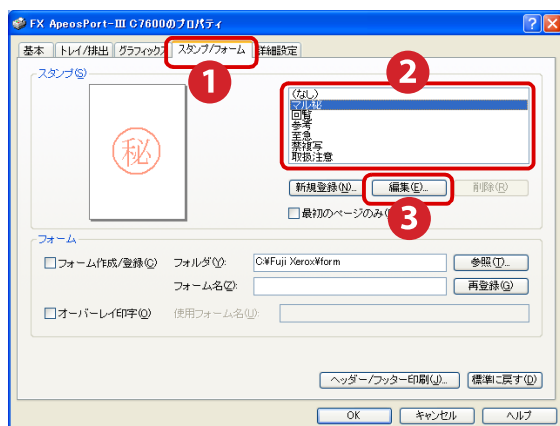 FX ApeosPort-III C7600のプロパティ
基本 トレイ/排出 グラフィックス スタンプ/フォーム 詳細設定
1
2
スタンプ(S)
秘
(なし)
マル秘
回覧
参考
至急
禁複写
取扱注意
新規登録(N)... 編集(E)... 削除(R)
3
最初のページのみ(
フォーム
フォーム作成/登録(C) フォルダ(Y): C:¥Fuji Xerox¥form 参照(T)...
フォーム名(Z): 再登録(G)
オーバーレイ印字(O) 使用フォーム名(U):
ヘッダー/フッター印刷(J)... 標準に戻す(D)
OK キャンセル ヘルプ